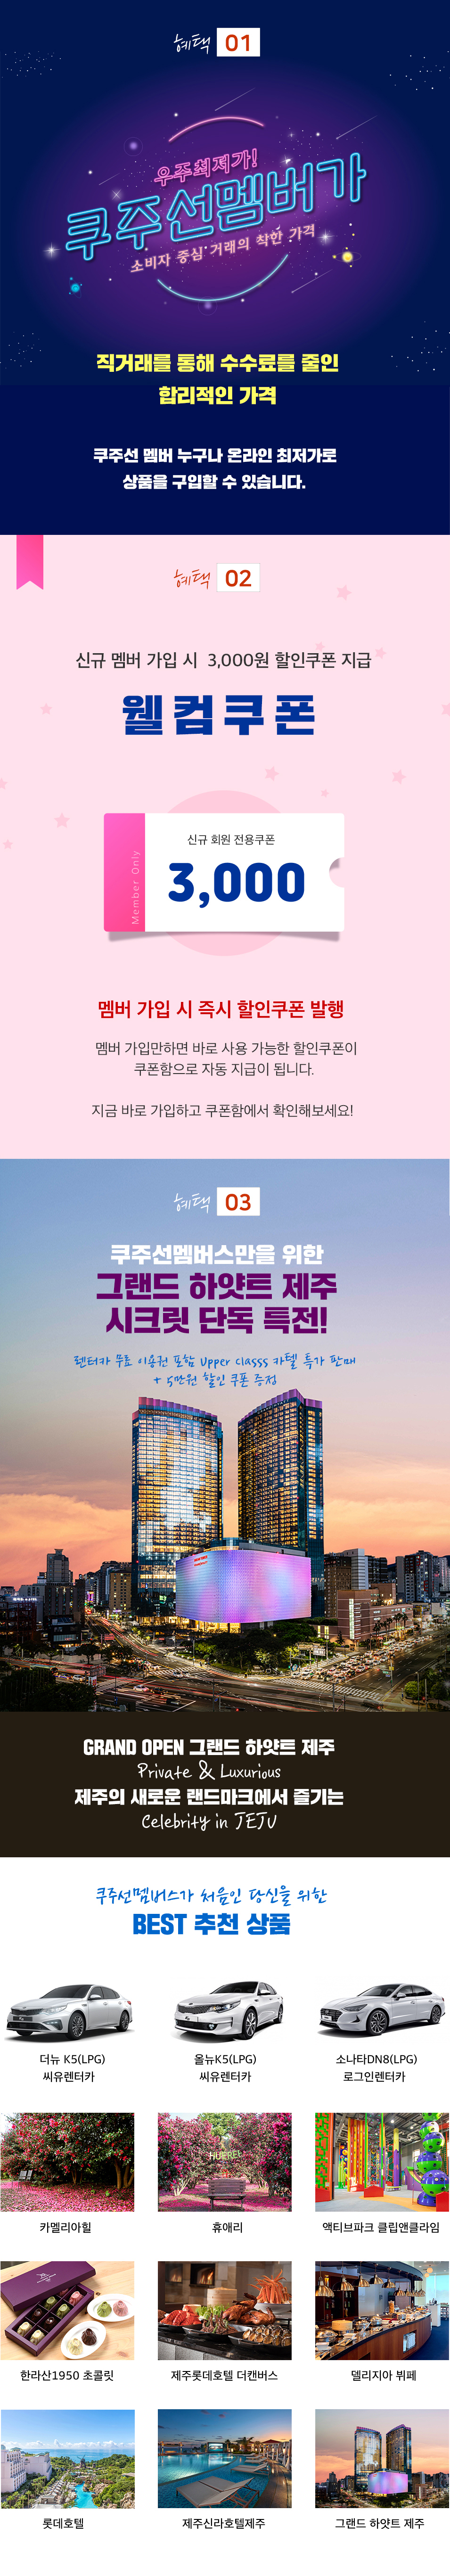 혜택 01
우주최저가!
쿠주선멤버가
소비자 중심 거래의 착한 가격
직거래를 통해 수수료를 줄인
합리적인 가격
쿠주선 멤버 누구나 온라인 최저가로
상품을 구입할 수 있습니다.
혜택 02
신규 멤버 가입 시 3,000원 할인쿠폰 지급
웰컴쿠폰
Member Only
신규 회원 전용쿠폰
3,000
멤버 가입 시 즉시 할인쿠폰 발행
멤버 가입만하면 바로 사용 가능한 할인쿠폰이
쿠폰함으로 자동 지급이 됩니다.
지금 바로 가입하고 쿠폰함에서 확인해보세요!
혜택 03
쿠주선멤버스만을 위한
그랜드 하얏트 제주
시크릿 단독 특전!
렌터카 무료 이용권 포함 Upper classs 카텔 특가 판매
+ 5만원 할인 쿠폰 증정
GRAND OPEN 그랜드 하얏트 제주
Private & Luxurious
제주의 새로운 랜드마크에서 즐기는
Celebrity in JEJU
쿠주선멤버스가 처음인 당신을 위한
BEST 추천 상품
더뉴 K5(LPG)
씨유렌터카
올뉴K5(LPG)
씨유렌터카
소나타DN8(LPG)
로그인렌터카
HUEREE
카멜리아힐
휴애리
액티브파크 클립앤클라임
한라산1950 초콜릿
제주롯데호텔 더캔버스
델리지아 뷔페
롯데호텔
제주신라호텔제주
그랜드 하얏트 제주